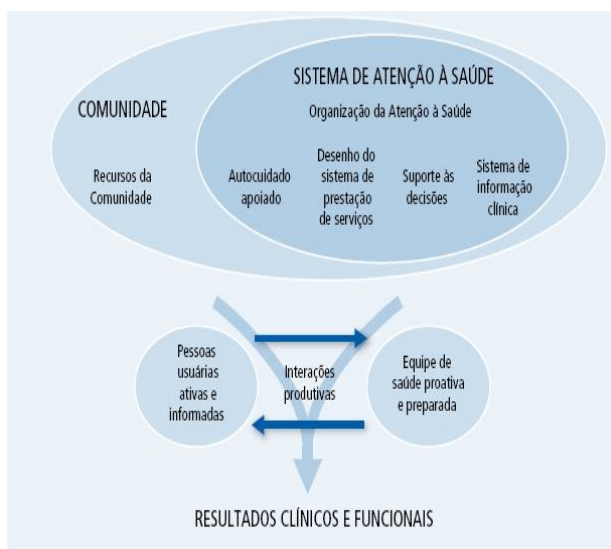 SISTEMA DE ATENÇÃO À SAÚDE
COMUNIDADE
Organização da Atenção à Saúde
Recursos da
Comunidade
Autocuidado
apoiado
Desenho do
sistema de
prestação
de serviços
Suporte às
decisões
Sistema de
informação
clínica
Pessoas
usuárias
ativas e
informadas
Interações
produtivas
Equipe de
saúde proativa
e preparada
RESULTADOS CLÍNICOS E FUNCIONAIS